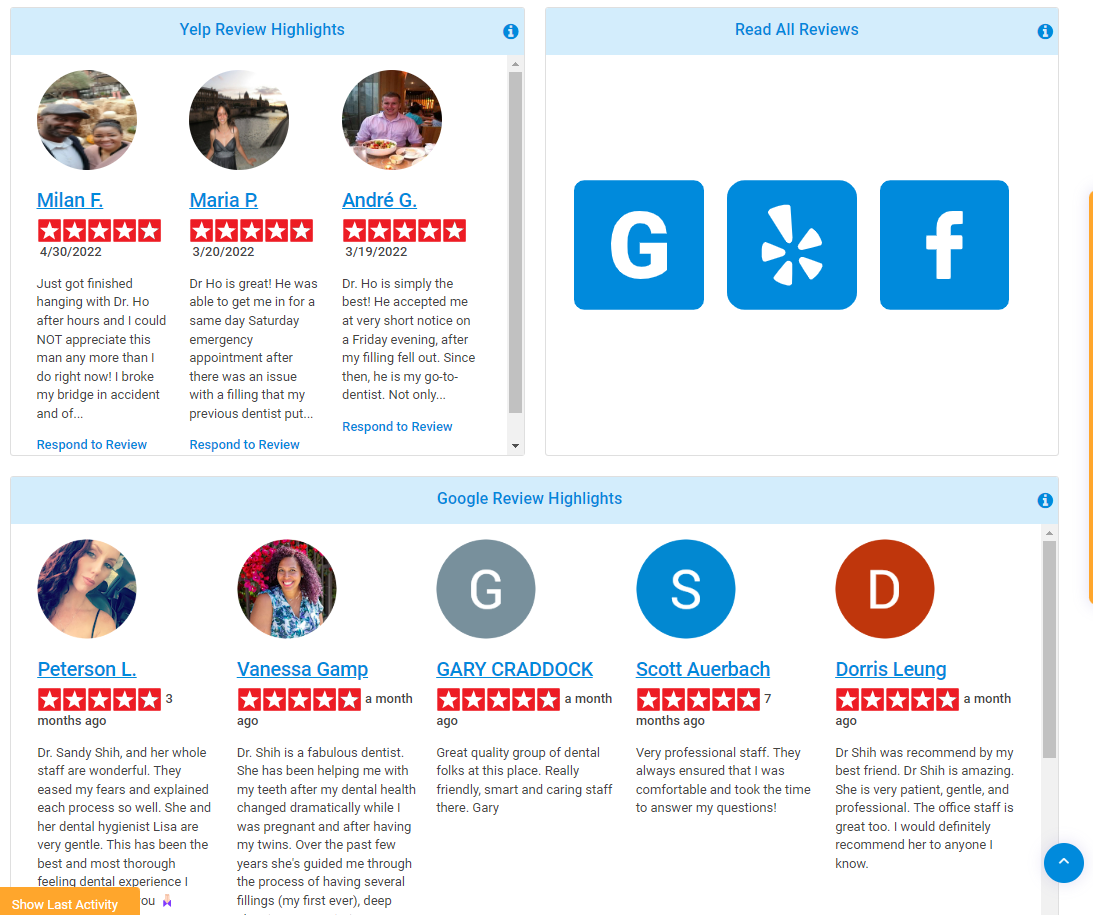 Yelp Review Highlights
Read All Reviews
Milan F.
4/30/2022
Just got finished
hanging with Dr. Ho
after hours and I could
NOT appreciate this
man any more than I
do right now! I broke
my bridge in accident
and of...
Respond to Review
Maria P.
3/20/2022
Dr Ho is great! He was
able to get me in for a
same day Saturday
emergency
appointment after
there was an issue
with a filling that my
previous dentist put...
Respond to Review
André G.
3/19/2022
Dr. Ho is simply the
best! He accepted me
at very short notice on
a Friday evening, after
my filling fell out. Since
then, he is my go-to-
dentist. Not only...
Respond to Review
G
f
Google Review Highlights
Peterson L.
3
months ago
Dr. Sandy Shih, and her whole
staff are wonderful. They
eased my fears and explained
each process so well. She and
her dental hygienist Lisa are
very gentle. This has been the
best and most thorough
feeling dental experience I
you
Vanessa Gamp
a month
ago
Dr. Shih is a fabulous dentist.
She has been helping me with
my teeth after my dental health
changed dramatically while I
was pregnant and after having
my twins. Over the past few
years she's guided me through
the process of having several
fillings (my first ever), deep
G
GARY CRADDOCK
a month
ago
Great quality group of dental
folks at this place. Really
friendly, smart and caring staff
there. Gary
S
Scott Auerbach
7
months ago
Very professional staff. They
always ensured that I was
comfortable and took the time
to answer my questions!
D
Dorris Leung
a month
ago
Dr Shih was recommend by my
best friend. Dr Shih is amazing.
She is very patient, gentle, and
professional. The office staff is
great too. I would definitely
recommend her to anyone I
know.
Show Last Activity